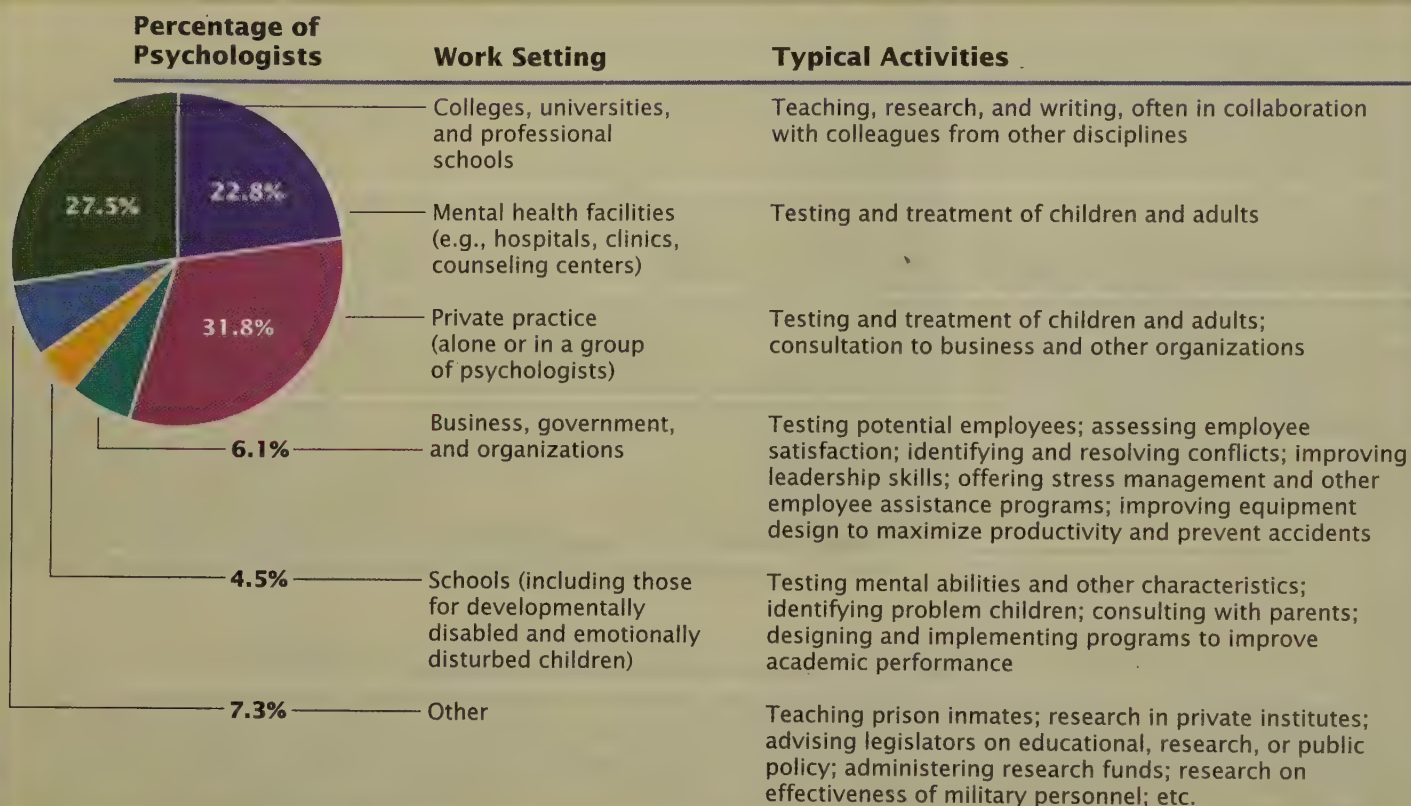 Percentage of
Psychologists
Work Setting
Typical Activities
27.5%
22.8%
31.8%
Colleges, universities,
and professional
schools
Teaching, research, and writing, often in collaboration
with colleagues from other disciplines
Mental health facilities
(e.g., hospitals, clinics,
counseling centers)
Testing and treatment of children and adults
Private practice
(alone or in a group
of psychologists)
Testing and treatment of children and adults;
consultation to business and other organizations
6.1%
Business, government,
and organizations
Testing potential employees; assessing employee
satisfaction; identifying and resolving conflicts; improving
leadership skills; offering stress management and other
employee assistance programs; improving equipment
design to maximize productivity and prevent accidents
4.5%
Schools (including those
for developmentally
disabled and emotionally
disturbed children)
Testing mental abilities and other characteristics;
identifying problem children; consulting with parents;
designing and implementing programs to improve
academic performance
7.3%
Other
Teaching prison inmates; research in private institutes;
advising legislators on educational, research, or public
policy; administering research funds; research on
effectiveness of military personnel; etc.